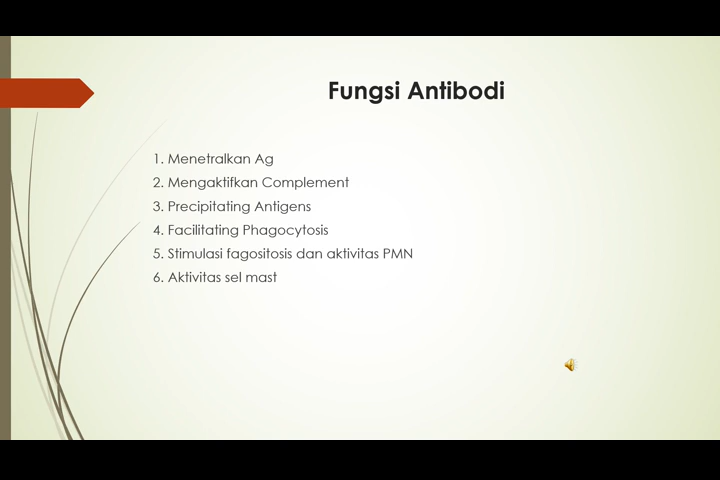 Fungsi Antibodi
1. Menetralkan Ag
2. Mengaktifkan Complement
3. Precipitating Antigens
4. Facilitating Phagocytosis
5. Stimulasi fagositosis dan aktivitas PMN
6. Aktivitas sel mast